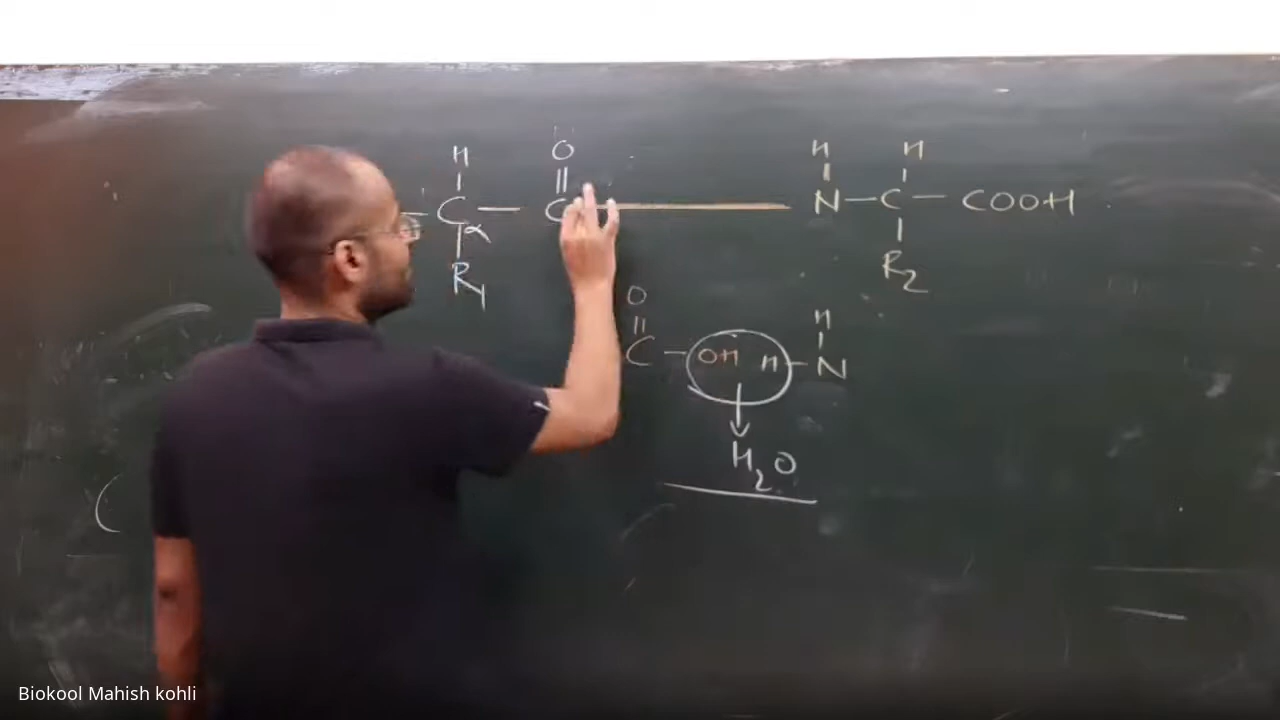 H O H H
C C N C COOH
α
R1 R2
O
C OH H N
H
H2O
Biokool Mahish kohli